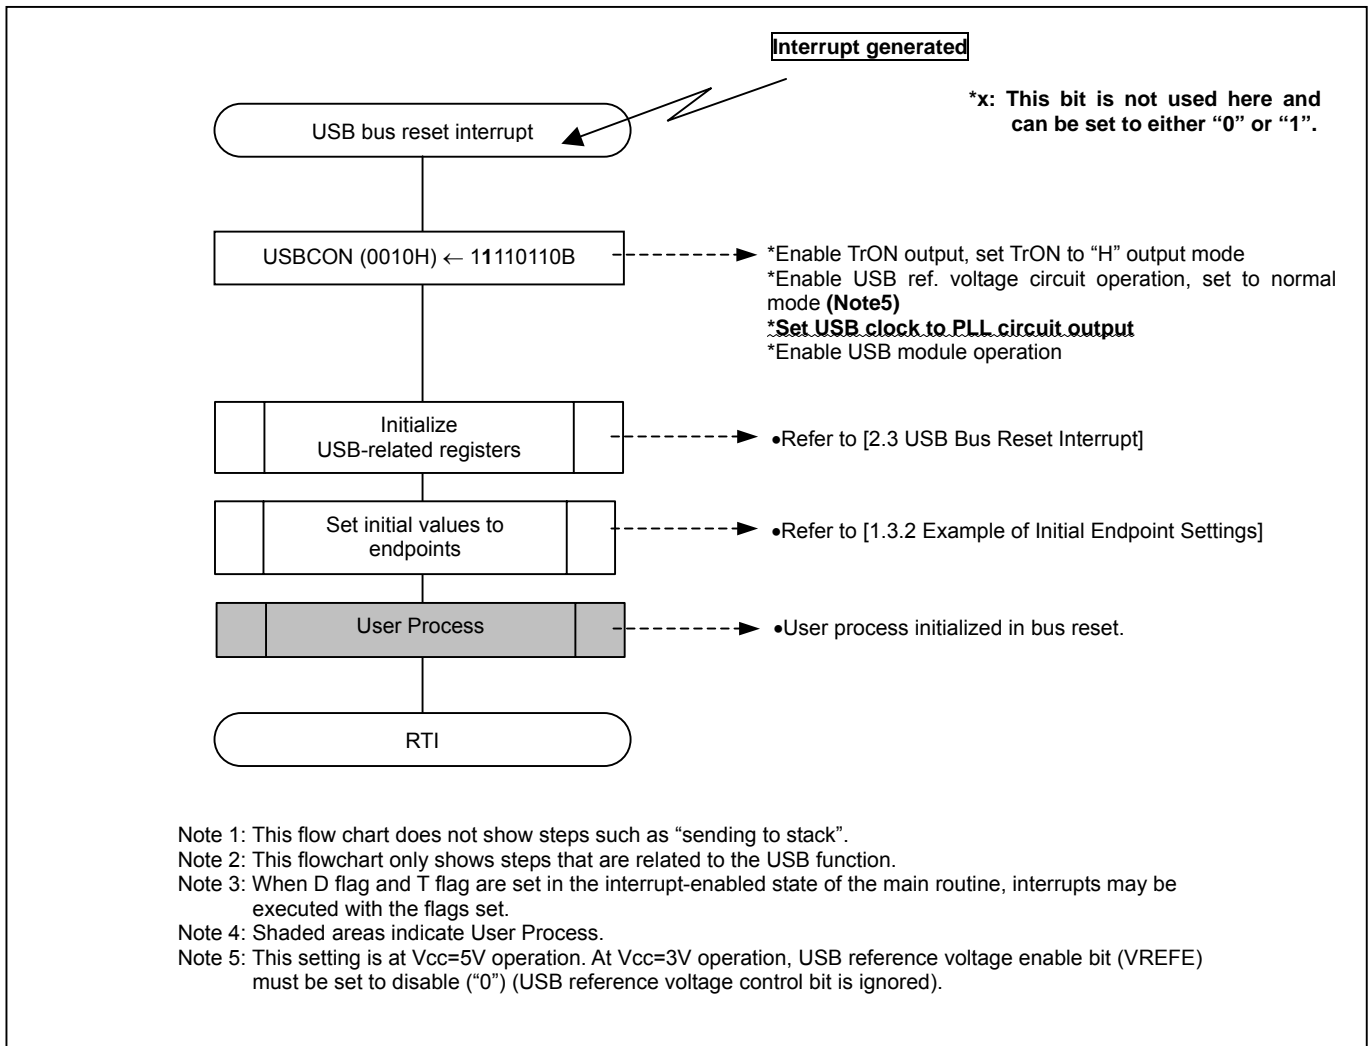 Interrupt generated
*x: This bit is not used here and
can be set to either “0” or “1”.
USB bus reset interrupt
USBCON (0010H) ← 11110110B
*Enable TrON output, set TrON to “H” output mode
*Enable USB ref. voltage circuit operation, set to normal
mode (Note5)
*Set USB clock to PLL circuit output
*Enable USB module operation
Initialize
USB-related registers
•Refer to [2.3 USB Bus Reset Interrupt]
Set initial values to
endpoints
•Refer to [1.3.2 Example of Initial Endpoint Settings]
User Process
•User process initialized in bus reset.
RTI
Note 1: This flow chart does not show steps such as “sending to stack”.
Note 2: This flowchart only shows steps that are related to the USB function.
Note 3: When D flag and T flag are set in the interrupt-enabled state of the main routine, interrupts may be
executed with the flags set.
Note 4: Shaded areas indicate User Process.
Note 5: This setting is at Vcc=5V operation. At Vcc=3V operation, USB reference voltage enable bit (VREFE)
must be set to disable (“0”) (USB reference voltage control bit is ignored).